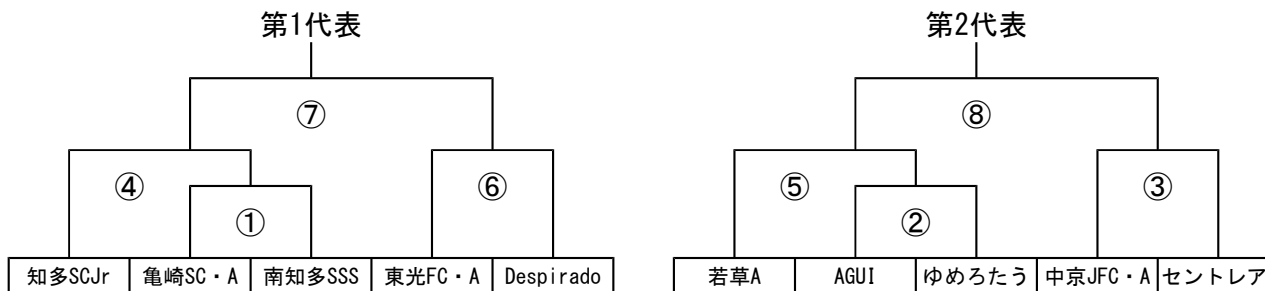 第1代表 第2代表
⑦ ⑧
④ ⑥ ⑤ ③
① ②
知多SCJr 亀崎SC・A 南知多SSS 東光FC・A Despirado 若草A AGUI ゆめろたう 中京JFC・A セントレア